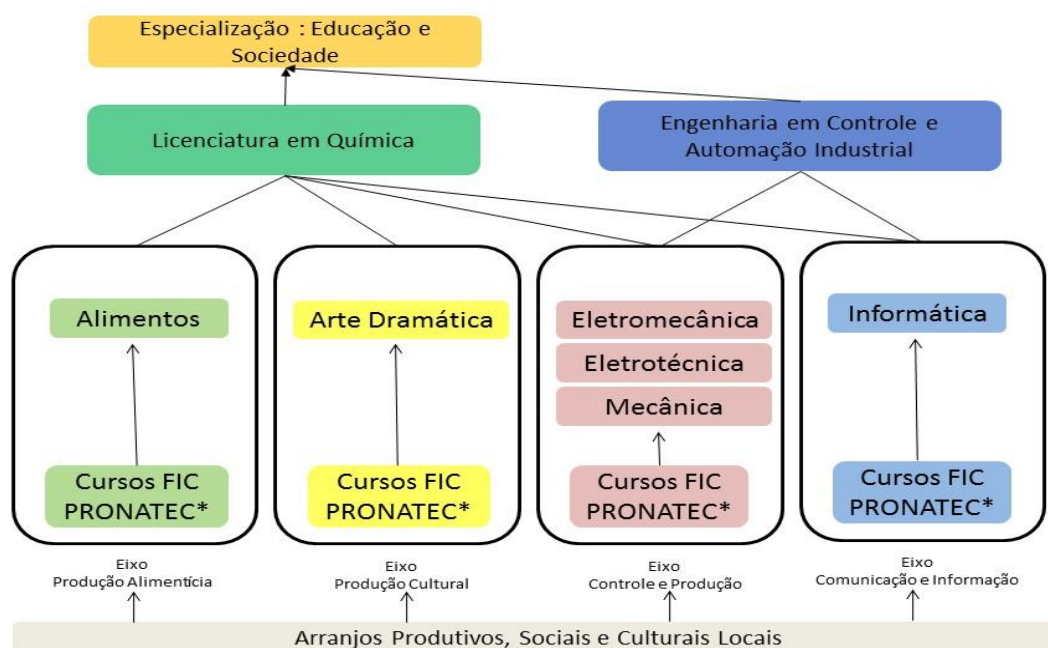 Especialização : Educação e
Sociedade
Licenciatura em Química
Engenharia em Controle e
Automação Industrial
Alimentos
Cursos FIC
PRONATEC*
Arte Dramática
Cursos FIC
PRONATEC*
Eletromecânica
Eletrotécnica
Mecânica
Cursos FIC
PRONATEC*
Informática
Cursos FIC
PRONATEC*
Eixo
Produção Alimentícia
Eixo
Produção Cultural
Eixo
Controle e Produção
Eixo
Comunicação e Informação
Arranjos Produtivos, Sociais e Culturais Locais